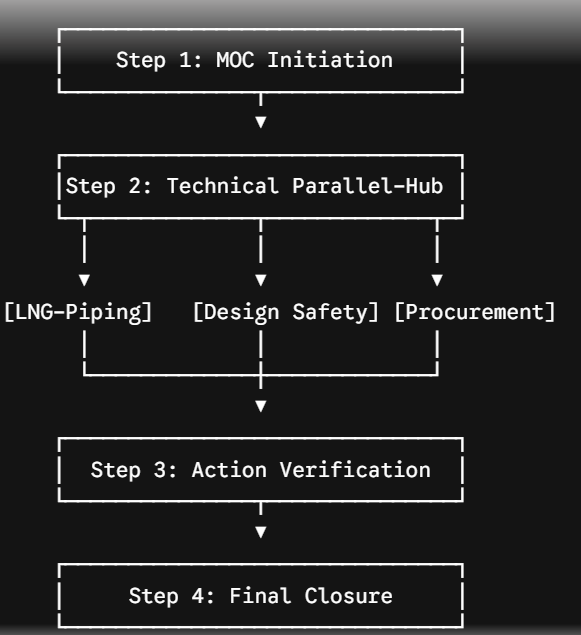 Step 1: MOC Initiation
Step 2: Technical Parallel-Hub
[LNG-Piping] [Design Safety] [Procurement]
Step 3: Action Verification
Step 4: Final Closure